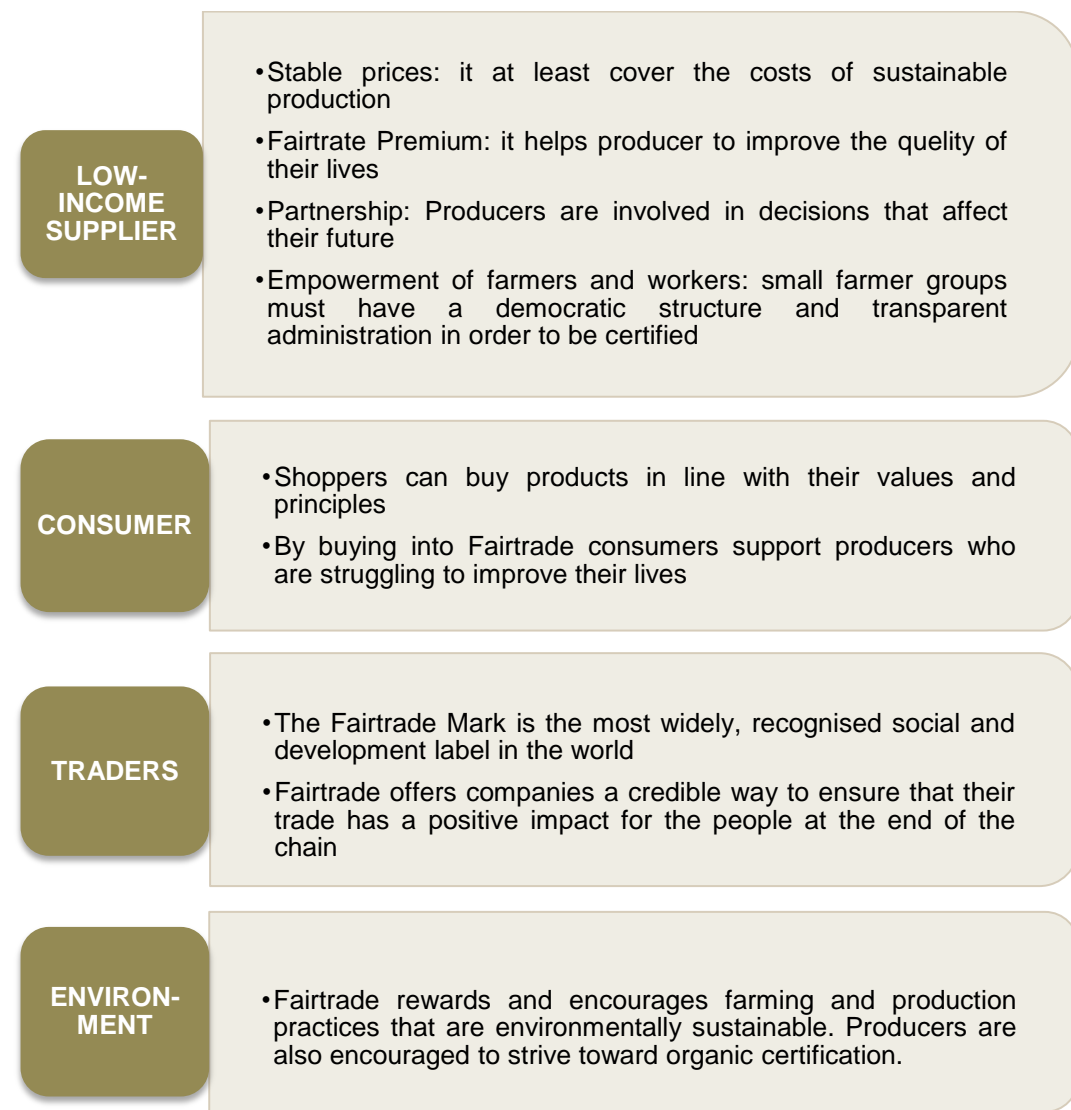 LOW-
INCOME
SUPPLIER
•Stable prices: it at least cover the costs of sustainable
production
•Fairtrate Premium: it helps producer to improve the quelity of
their lives
•Partnership: Producers are involved in decisions that affect
their future
•Empowerment of farmers and workers: small farmer groups
must have a democratic structure and transparent
administration in order to be certified
CONSUMER
•Shoppers can buy products in line with their values and
principles
•By buying into Fairtrade consumers support producers who
are struggling to improve their lives
TRADERS
•The Fairtrade Mark is the most widely, recognised social and
development label in the world
•Fairtrade offers companies a credible way to ensure that their
trade has a positive impact for the people at the end of the
chain
ENVIRON-
MENT
•Fairtrade rewards and encourages farming and production
practices that are environmentally sustainable. Producers are
also encouraged to strive toward organic certification.